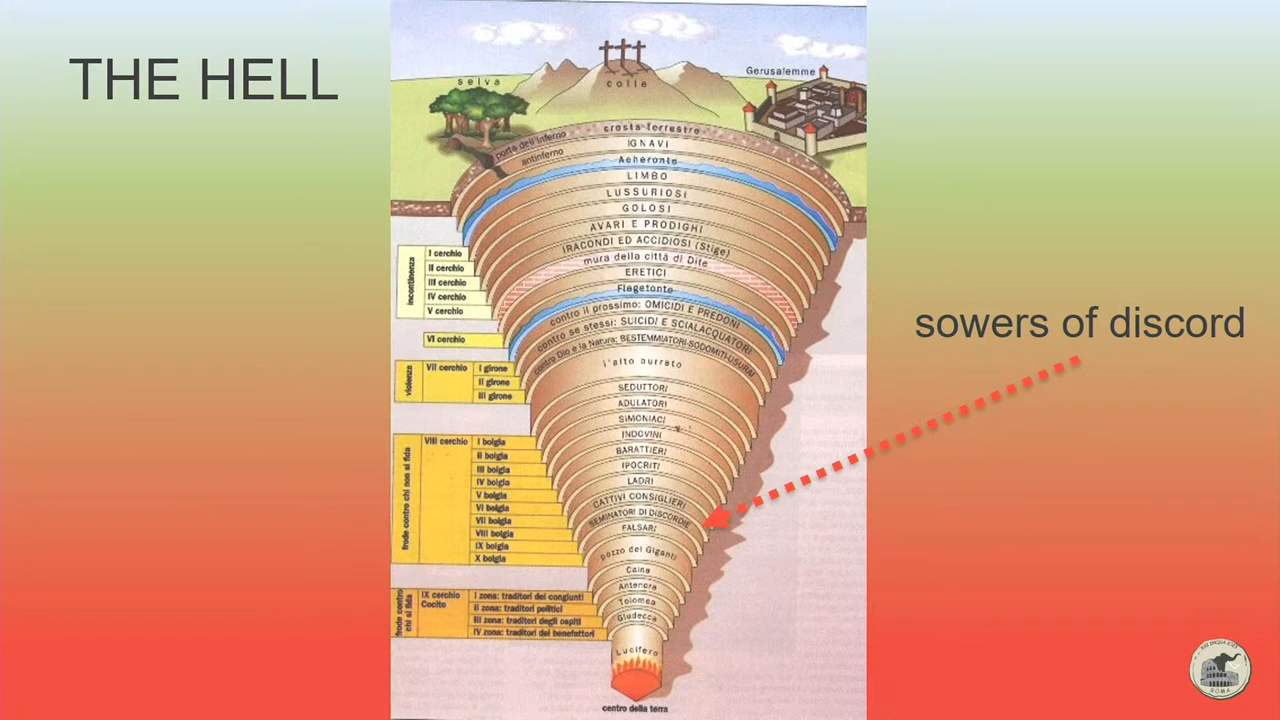 THE HELL
selva
colle
Gerusalemme
crosta terrestre
porta dell'inferno
antinferno
IGNAVI
Acheronte
LIMBO
LUSSURIOSI
GOLOSI
AVARI E PRODIGHI
IRACONDI ED ACCIDIOSI (Stige)
mura della città di Dite
ERETICI
Flegetonte
contro il prossimo: OMICIDI E PREDONI
contro se stessi: SUICIDI E SCIALACQUATORI
contro Dio e la Natura: BESTEMMIATORI-SODOMITI-USURAI
l'alto burrato
SEDUTTORI
ADULATORI
SIMONIACI
INDOVINI
BARATTIERI
IPOCRITI
LADRI
CATTIVI CONSIGLIERI
SEMINATORI DI DISCORDIE
FALSARI
pozzo dei Giganti
Caina
Antenora
Tolomea
Giudecca
Lucifero
centro della terra
incontinenza
I cerchio
II cerchio
III cerchio
IV cerchio
V cerchio
VI cerchio
violenza
VII cerchio
I girone
II girone
III girone
frode contro chi non si fida
VIII cerchio
I bolgia
II bolgia
III bolgia
IV bolgia
V bolgia
VI bolgia
VII bolgia
VIII bolgia
IX bolgia
X bolgia
frode contro
chi si fida
IX cerchio
Cocito
I zona: traditori dei congiunti
II zona: traditori politici
III zona: traditori degli ospiti
IV zona: traditori dei benefattori
sowers of discord
ROMA